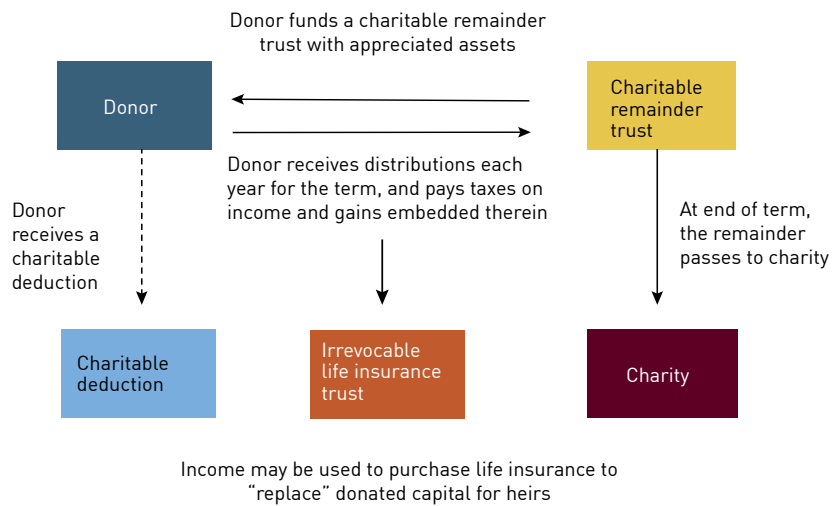 Donor funds a charitable remainder
trust with appreciated assets
Donor
Charitable
remainder
trust
Donor receives distributions each
year for the term, and pays taxes on
income and gains embedded therein
Donor
receives a
charitable
deduction
At end of term,
the remainder
passes to charity
Charitable
deduction
Irrevocable
life insurance
trust
Charity
Income may be used to purchase life insurance to
“replace” donated capital for heirs